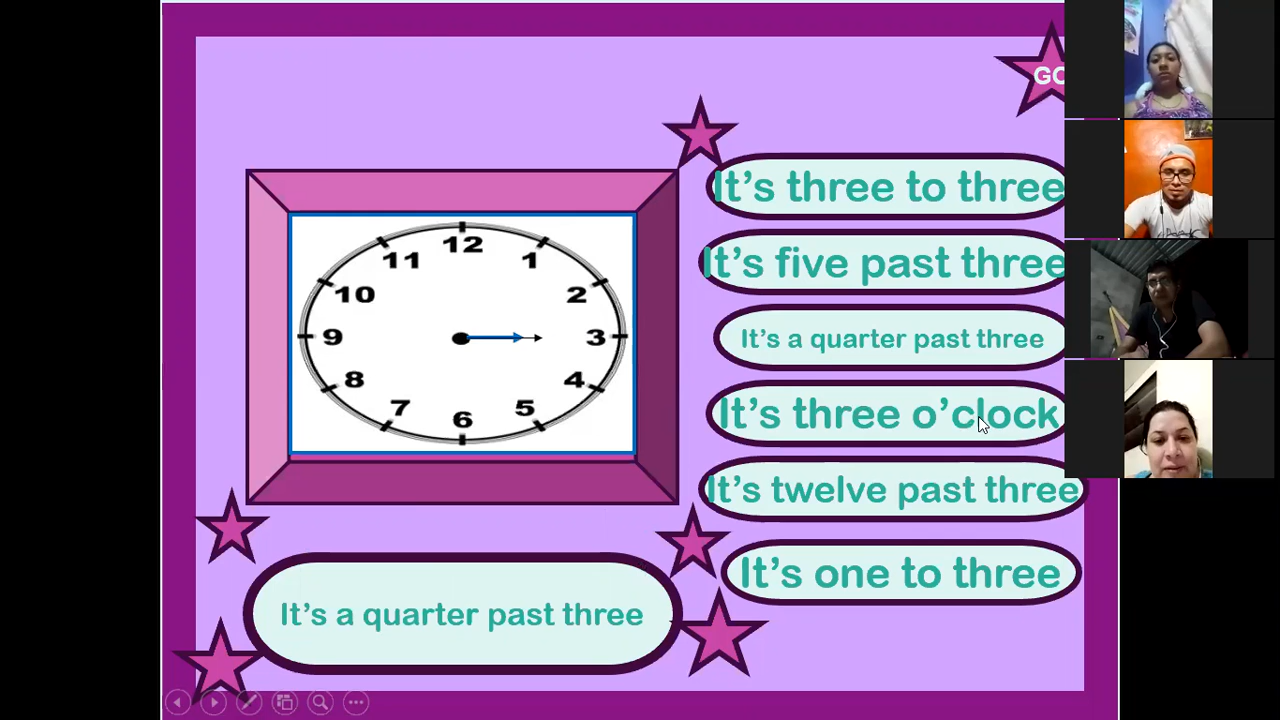 GO
It's three to three
It's five past three
It's a quarter past three
It's three o'clock
It's twelve past three
It's one to three
12
11
1
10
2
9
3
8
4
7
5
6
It's a quarter past three